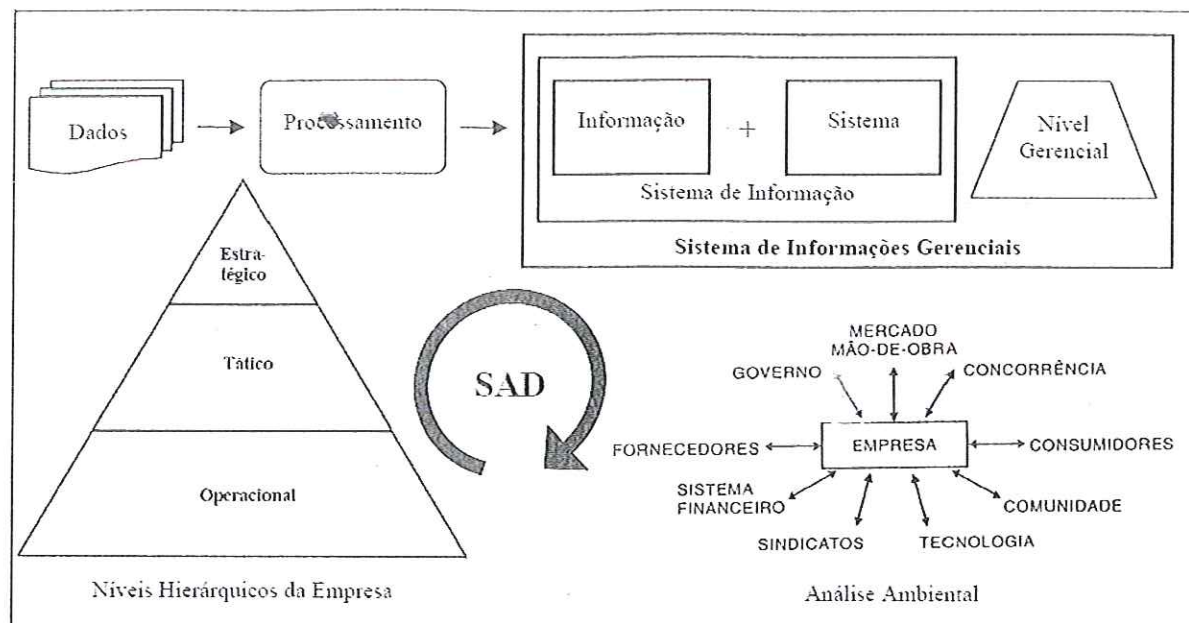 Dados
Processamento
Informação
+
Sistema
Sistema de Informação
Nível
Gerencial
Sistema de Informações Gerenciais
Estra-
tégico
Tático
Operacional
Níveis Hierárquicos da Empresa
SAD
MERCADO
MÃO-DE-OBRA
GOVERNO
CONCORRÊNCIA
FORNECEDORES
EMPRESA
CONSUMIDORES
SISTEMA
FINANCEIRO
COMUNIDADE
SINDICATOS
TECNOLOGIA
Análise Ambiental